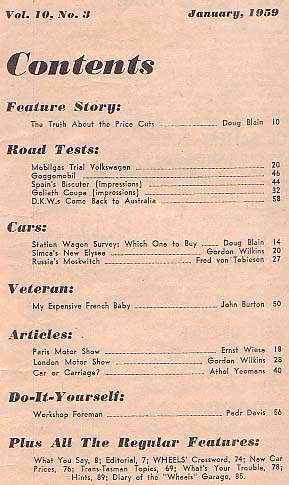 Vol. 10, No. 3 January, 1959
Contents
Feature Story:
The Truth About the Price Cuts Doug Blain 10
Road Tests:
Mobilgas Trial Volkswagen 20
Goggomobil 46
Spain's Biscuter (impressions) 44
Goliath Coupe (impressions) 32
D.K.W.s Come Back to Australia 58
Cars:
Station Wagon Survey: Which One to Buy Doug Blain 14
Simca's New Elysee Gordon Wilkins 20
Russia's Moskwitch Fred von Tobieson 27
Veteran:
My Expensive French Baby John Burton 50
Articles:
Paris Motor Show Ernst Wiese 18
London Motor Show Gordon Wilkins 28
Car or Carriage? Athol Yeomans 40
Do-It-Yourself:
Workshop Foreman Pedr Davis 56
Plus All The Regular Features:
What You Say, 8; Editorial, 7; WHEELS' Crossword, 74; New Car
Prices, 76; Trans-Tasman Topics, 69; What's Your Trouble, 78;
Hints, 89; Diary of the "Wheels" Garage, 85.